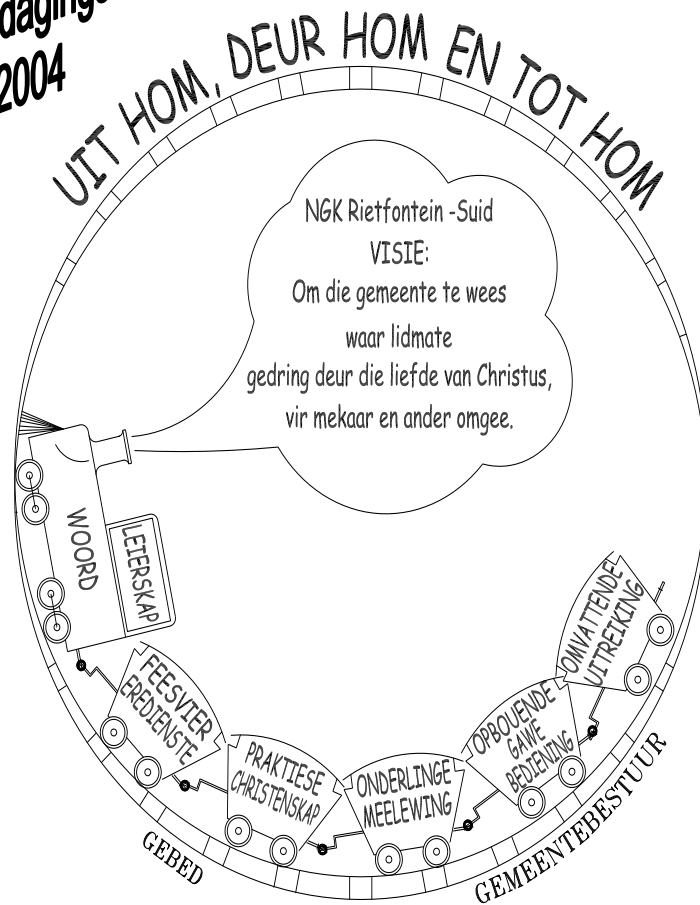 2004
UIT HOM, DEUR HOM EN TOT HOM
NGK Rietfontein -Suid
VISIE:
Om die gemeente te wees
waar lidmate
gedring deur die liefde van Christus,
vir mekaar en ander omgee.
WOORD
LEIERSKAP
FEESVIER
EREDIENSTE
PRAKTIESE
CHRISTENSKAP
ONDERLINGE
MEELEWING
OPBOUENDE
GAWE
BEDIENING
OMVATTENDE
UITREIKING
GEBED
GEMEENTEBESTUUR